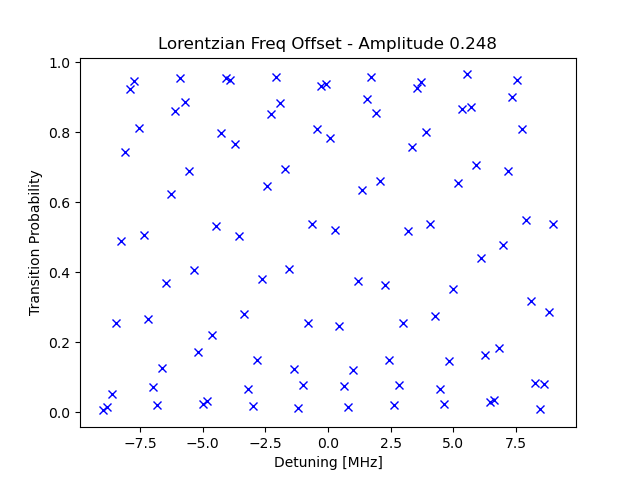 Lorentzian Freq Offset - Amplitude 0.248
1.0
0.8
0.6
0.4
0.2
0.0
Transition Probability
−7.5 −5.0 −2.5 0.0 2.5 5.0 7.5
Detuning [MHz]